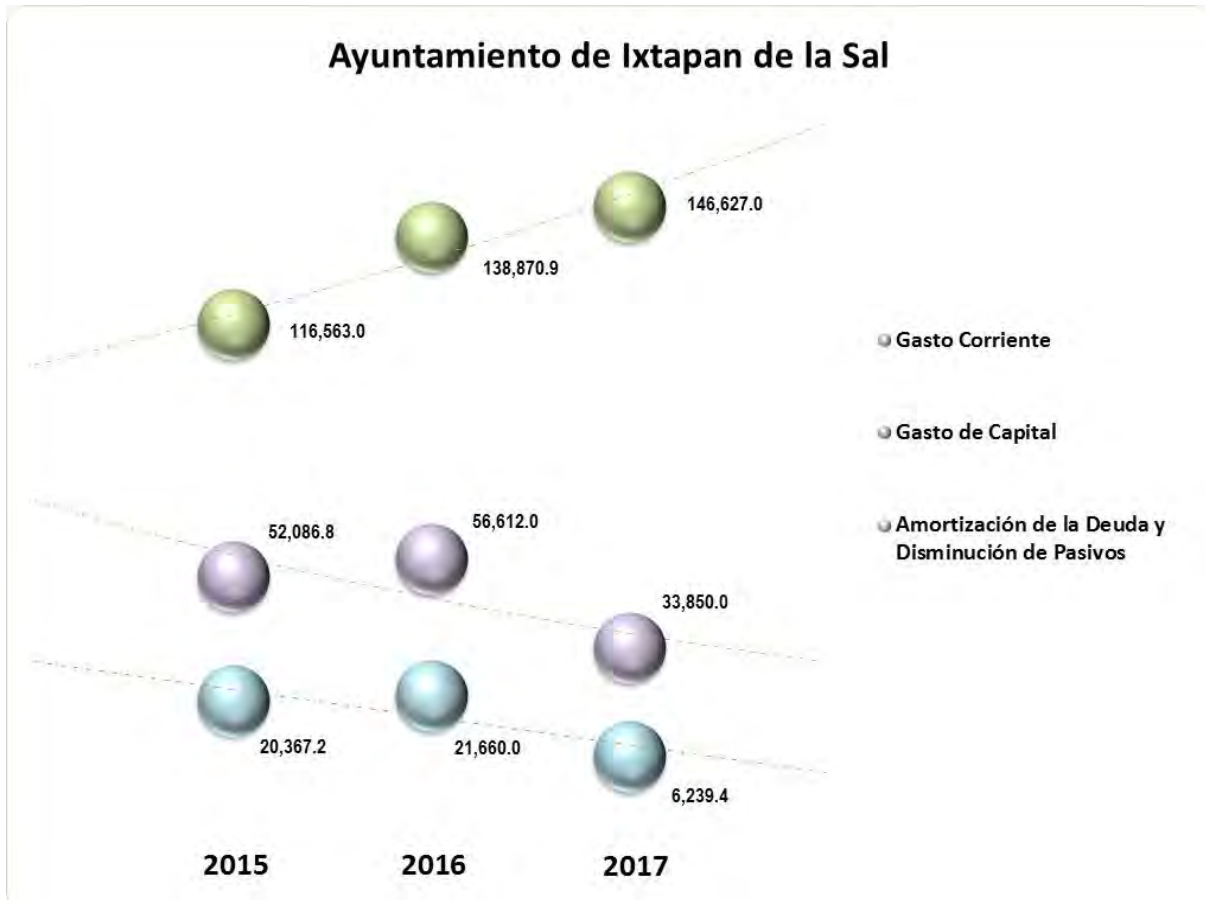 Ayuntamiento de Ixtapan de la Sal
146,627.0
138,870.9
116,563.0
Gasto Corriente
Gasto de Capital
Amortización de la Deuda y
Disminución de Pasivos
52,086.8
56,612.0
33,850.0
20,367.2
21,660.0
6,239.4
2015
2016
2017